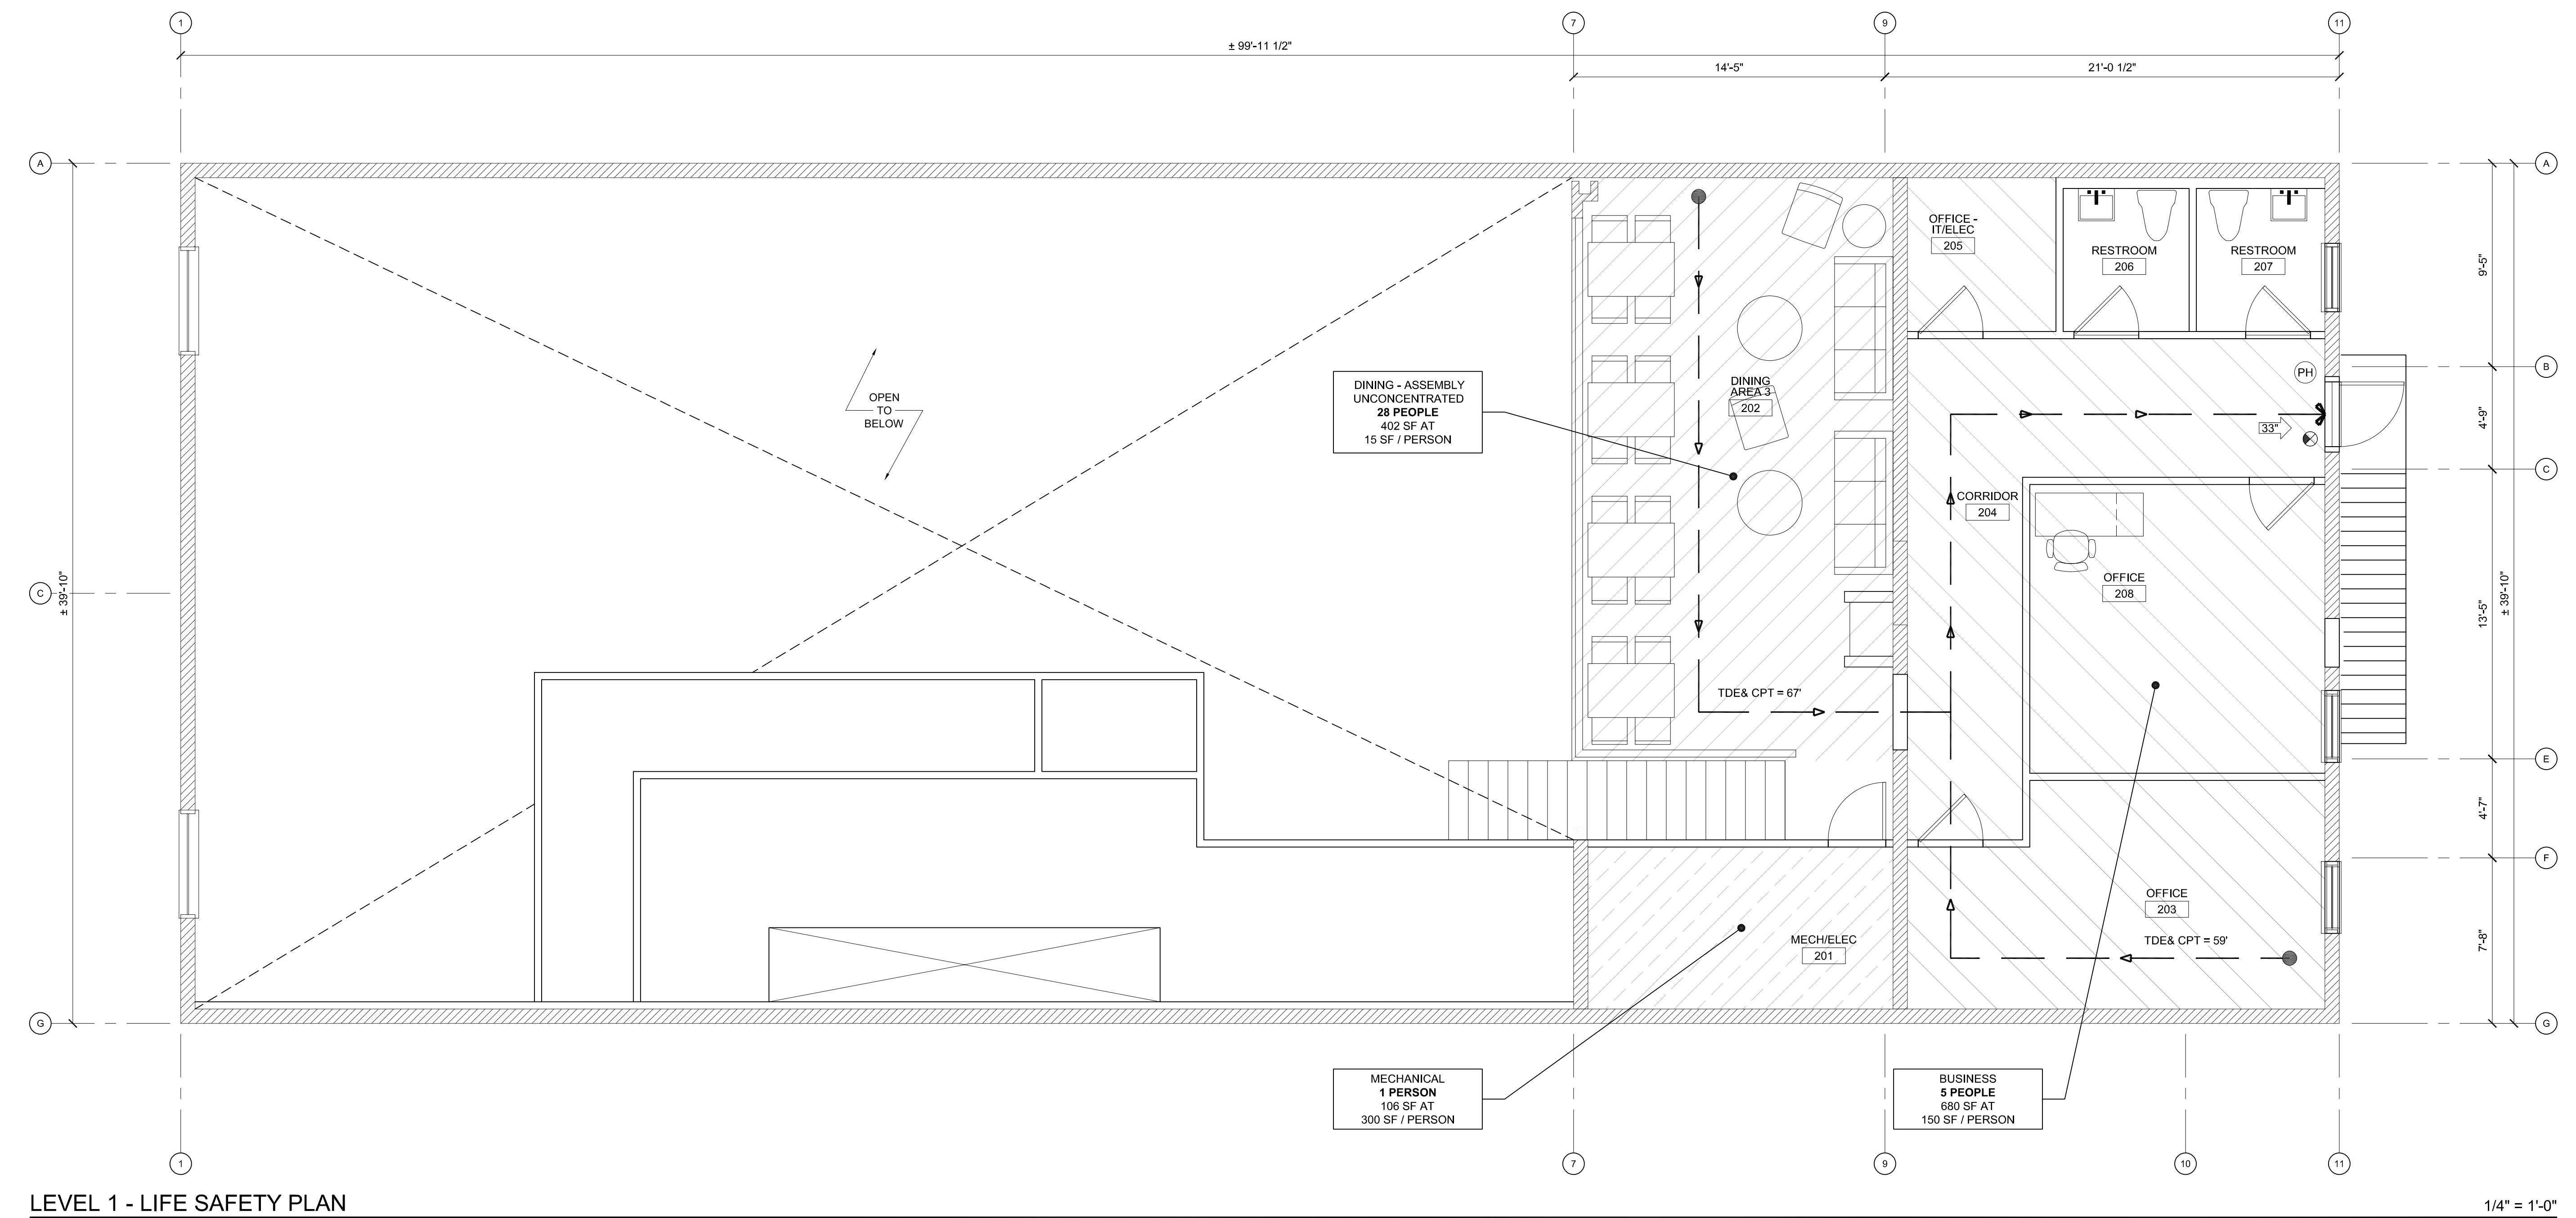 1
7
9
11
± 99'-11 1/2"
14'-5"
21'-0 1/2"
A
A
OFFICE -
IT/ELEC
205
RESTROOM
206
RESTROOM
207
9'-5"
B
PH
DINING - ASSEMBLY
UNCONCENTRATED
28 PEOPLE
402 SF AT
15 SF / PERSON
DINING
AREA 3
202
OPEN
TO
BELOW
33"
4'-9"
C
CORRIDOR
204
OFFICE
208
C
± 39'-10"
13'-5"
± 39'-10"
TDE& CPT = 67'
E
4'-7"
F
OFFICE
203
MECH/ELEC
201
TDE& CPT = 59'
7'-8"
G
G
MECHANICAL
1 PERSON
106 SF AT
300 SF / PERSON
BUSINESS
5 PEOPLE
680 SF AT
150 SF / PERSON
1
7
9
10
11
LEVEL 1 - LIFE SAFETY PLAN
1/4" = 1'-0"